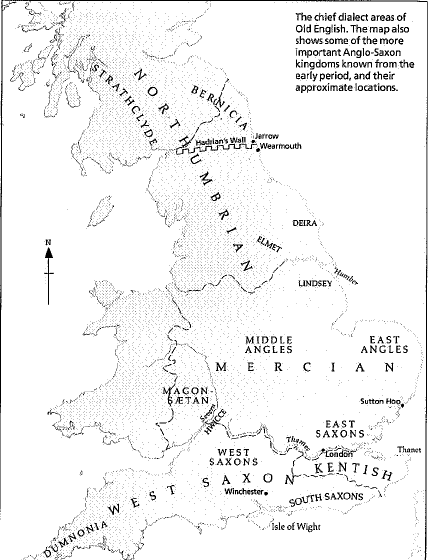 The chief dialect areas of
Old English. The map also
shows some of the more
important Anglo-Saxon
kingdoms known from the
early period, and their
approximate locations.
STRATHCLYDE
NORTHUMBRIAN
BERNICIA
Hadrian's Wall
Jarrow
Wearmouth
DEIRA
ELMET
N
Humber
LINDSEY
MIDDLE
ANGLES
EAST
ANGLES
MERCIAN
MAGON-
SÆTAN
Sutton Hoo
Severn
HWICCE
EAST
SAXONS
Thames
London
Thanet
WEST
SAXONS
KENTISH
WEST SAXON
Winchester
SOUTH SAXONS
DUMNONIA
Isle of Wight